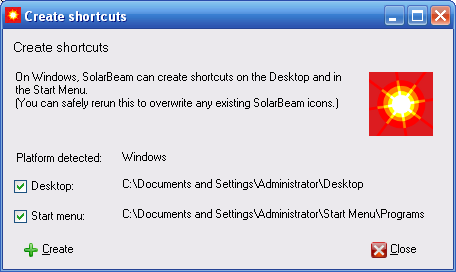 Create shortcuts
Create shortcuts
On Windows, SolarBeam can create shortcuts on the Desktop and in
the Start Menu.
(You can safely rerun this to overwrite any existing SolarBeam icons.)
Platform detected: Windows
Desktop: C:\Documents and Settings\Administrator\Desktop
Start menu: C:\Documents and Settings\Administrator\Start Menu\Programs
Create Close